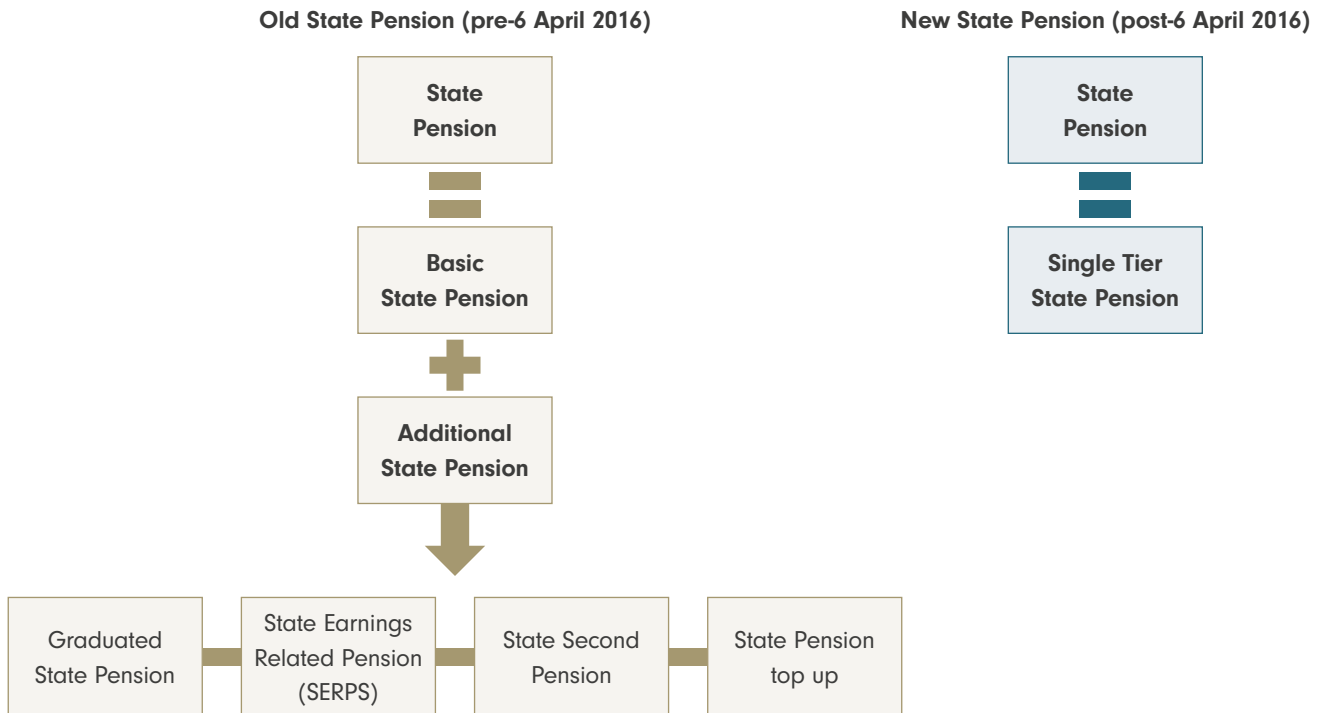 Old State Pension (pre-6 April 2016)
New State Pension (post-6 April 2016)
State
Pension
State
Pension
Basic
State Pension
Single Tier
State Pension
Additional
State Pension
Graduated
State Pension
State Earnings
Related Pension
(SERPS)
State Second
Pension
State Pension
top up